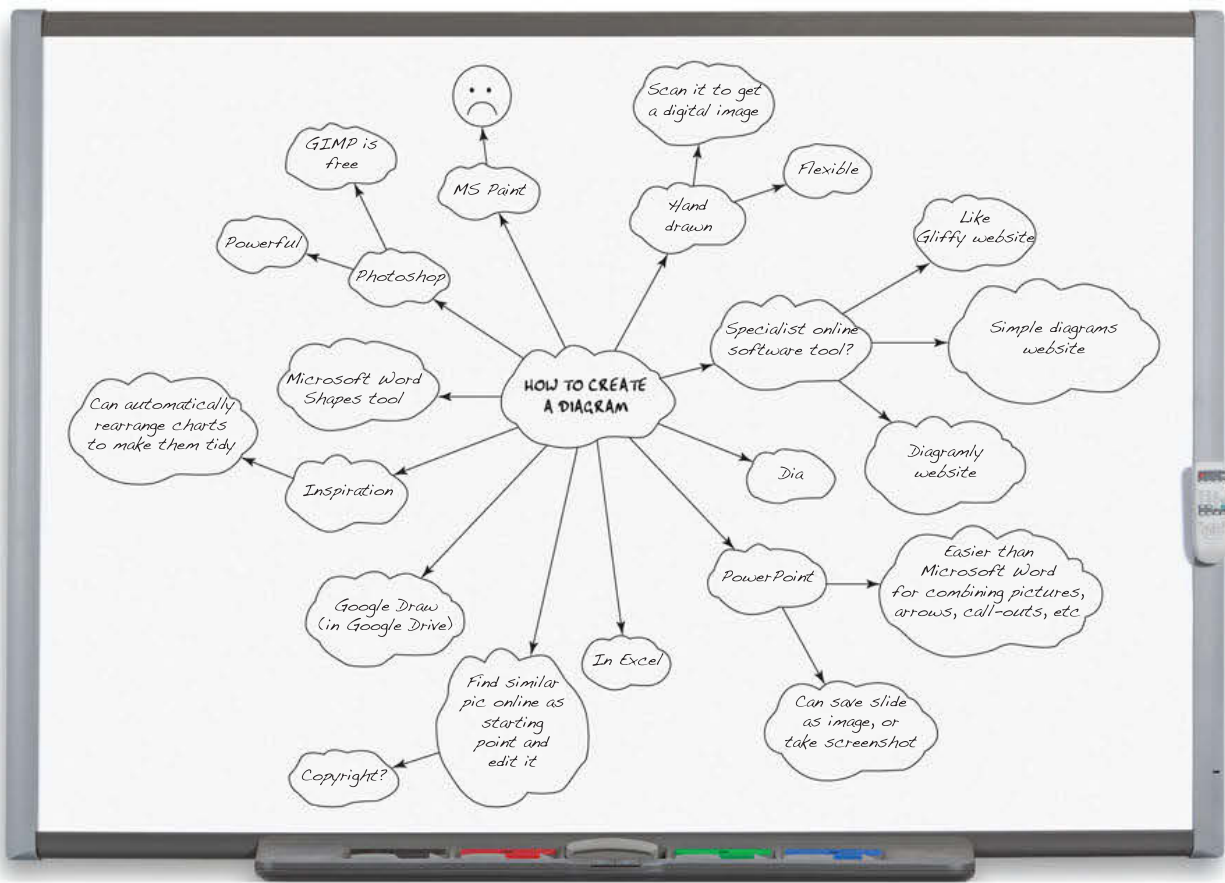 HOW TO CREATE
A DIAGRAM
MS Paint
Hand
drawn
Scan it to get
a digital image
Flexible
Specialist online
software tool?
Like
Gliffy website
Simple diagrams
website
Diagramly
website
Dia
PowerPoint
Easier than
Microsoft Word
for combining pictures,
arrows, call-outs, etc
Can save slide
as image, or
take screenshot
In Excel
Find similar
pic online as
starting
point and
edit it
Copyright?
Google Draw
(in Google Drive)
Inspiration
Can automatically
rearrange charts
to make them tidy
Microsoft Word
Shapes tool
Photoshop
Powerful
GIMP is
free